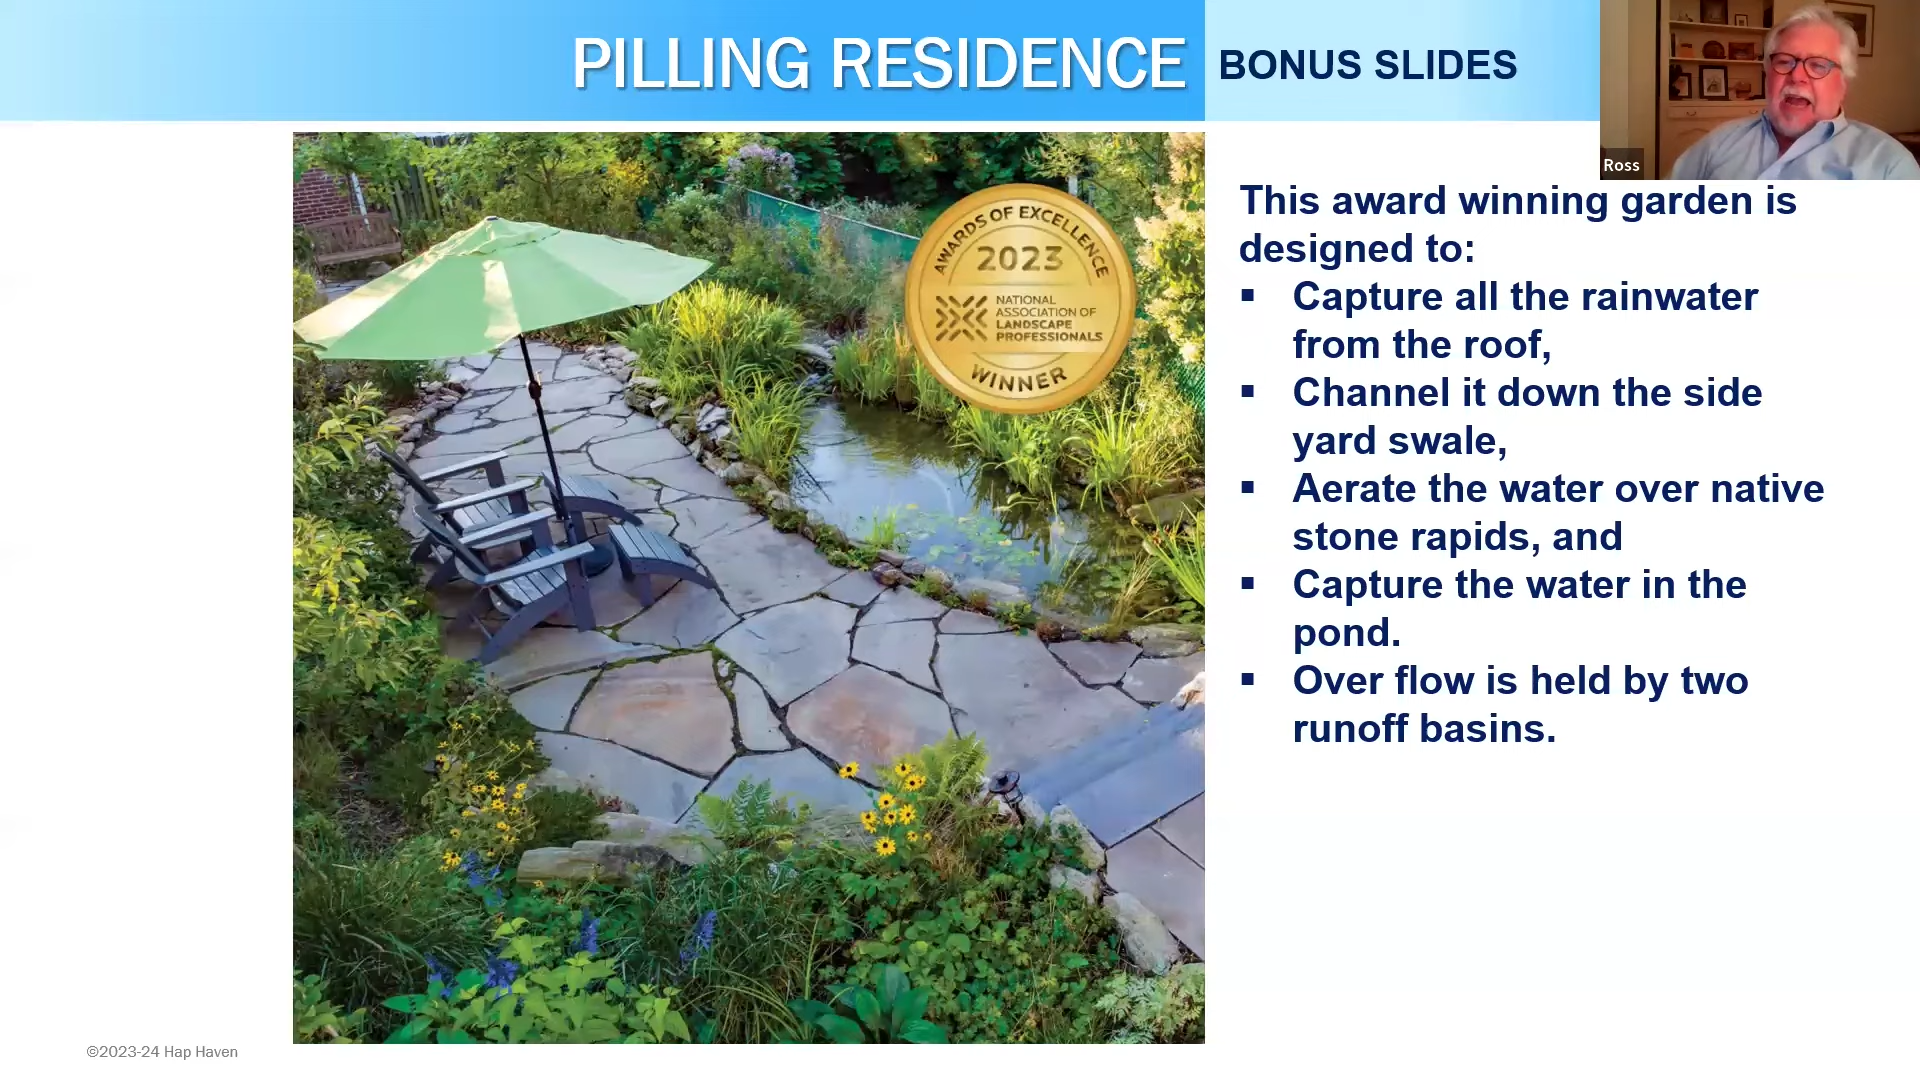 PILLING RESIDENCE
BONUS SLIDES
Ross
AWARDS OF EXCELLENCE
2023
NATIONAL
ASSOCIATION OF
LANDSCAPE
PROFESSIONALS
WINNER
This award winning garden is
designed to:
▪ Capture all the rainwater
from the roof,
▪ Channel it down the side
yard swale,
▪ Aerate the water over native
stone rapids, and
▪ Capture the water in the
pond.
▪ Over flow is held by two
runoff basins.
©2023-24 Hap Haven